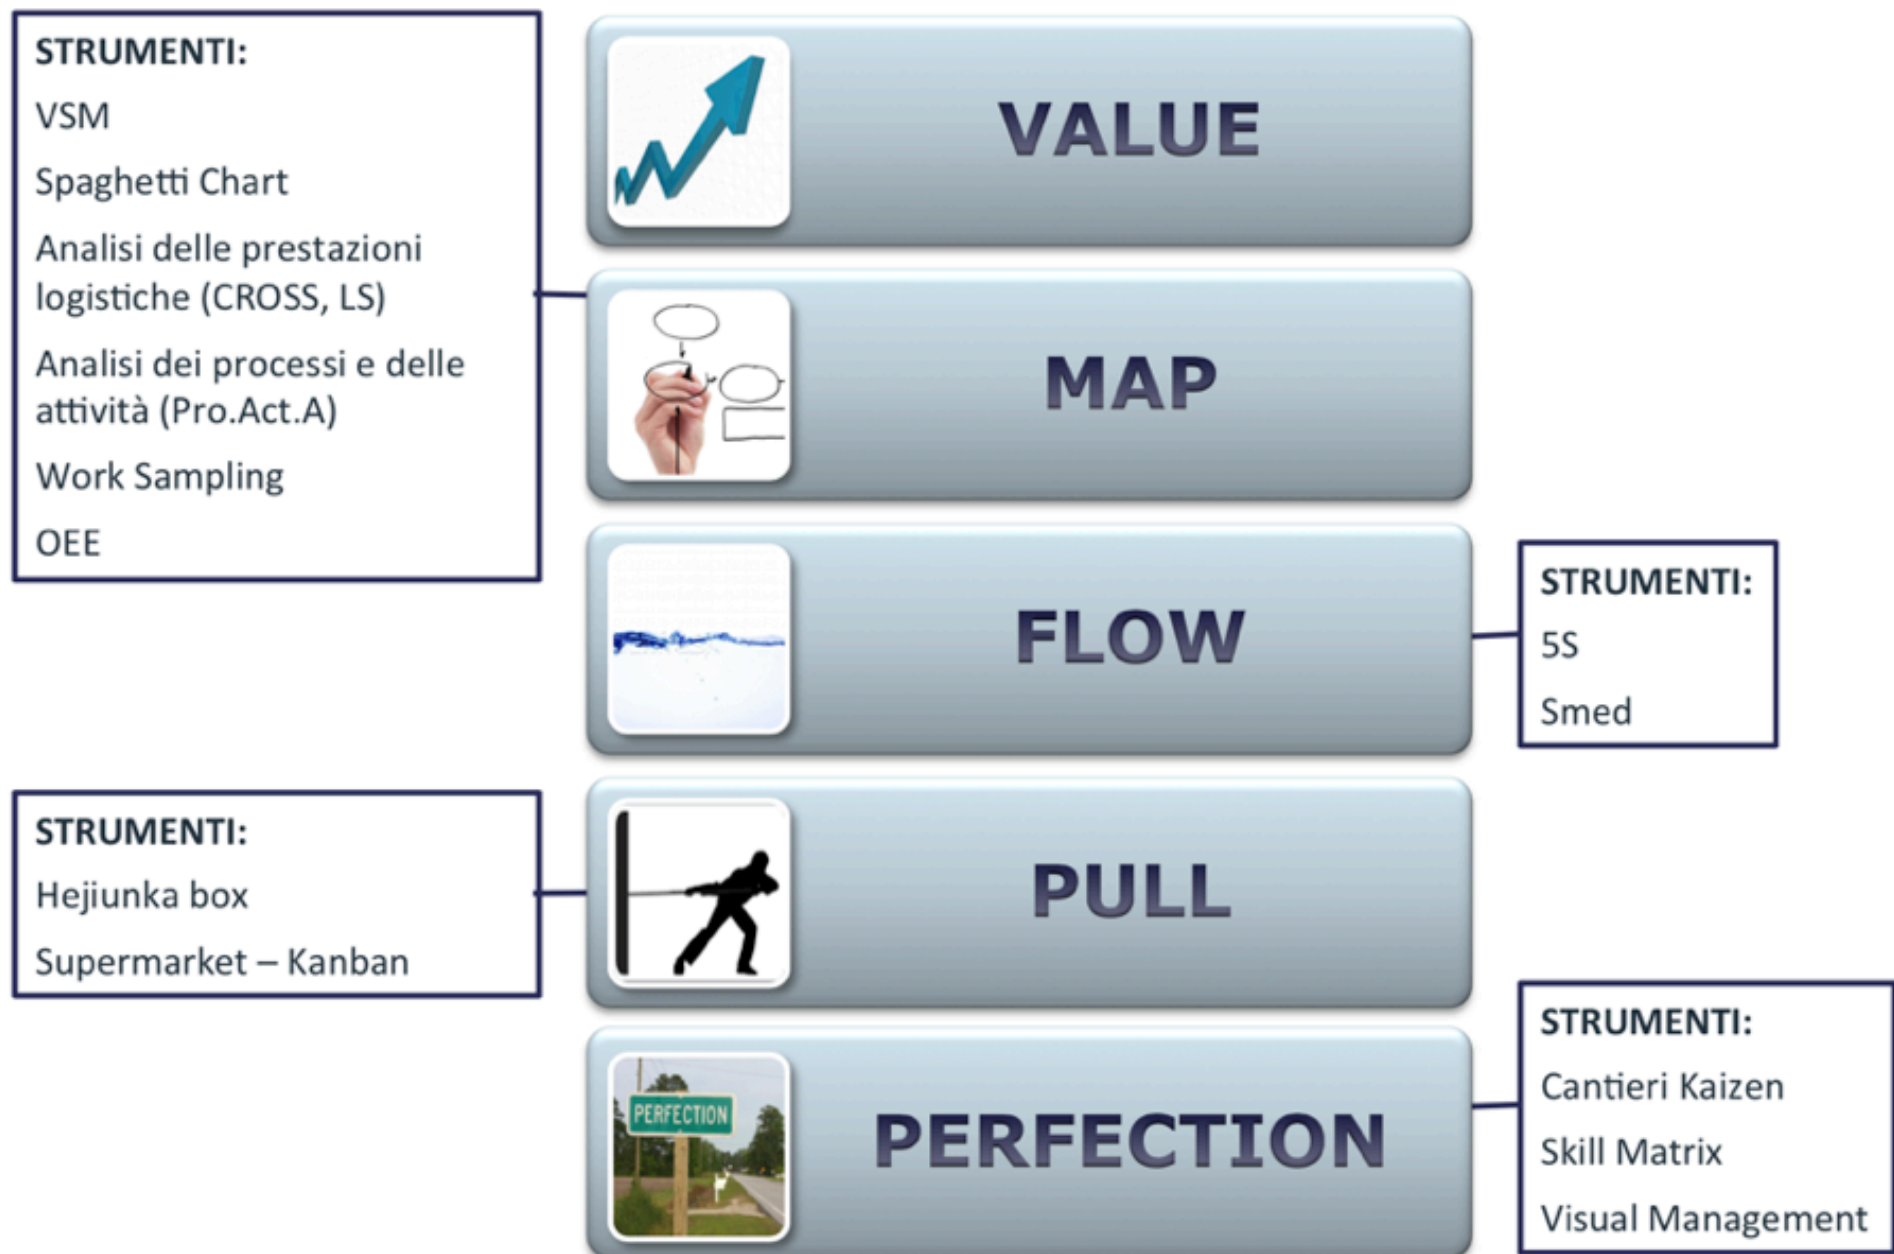 STRUMENTI:
VSM
Spaghetti Chart
Analisi delle prestazioni
logistiche (CROSS, LS)
Analisi dei processi e delle
attività (Pro.Act.A)
Work Sampling
OEE
VALUE
MAP
FLOW
STRUMENTI:
5S
Smed
STRUMENTI:
Hejiunka box
Supermarket – Kanban
PULL
PERFECTION
PERFECTION
STRUMENTI:
Cantieri Kaizen
Skill Matrix
Visual Management